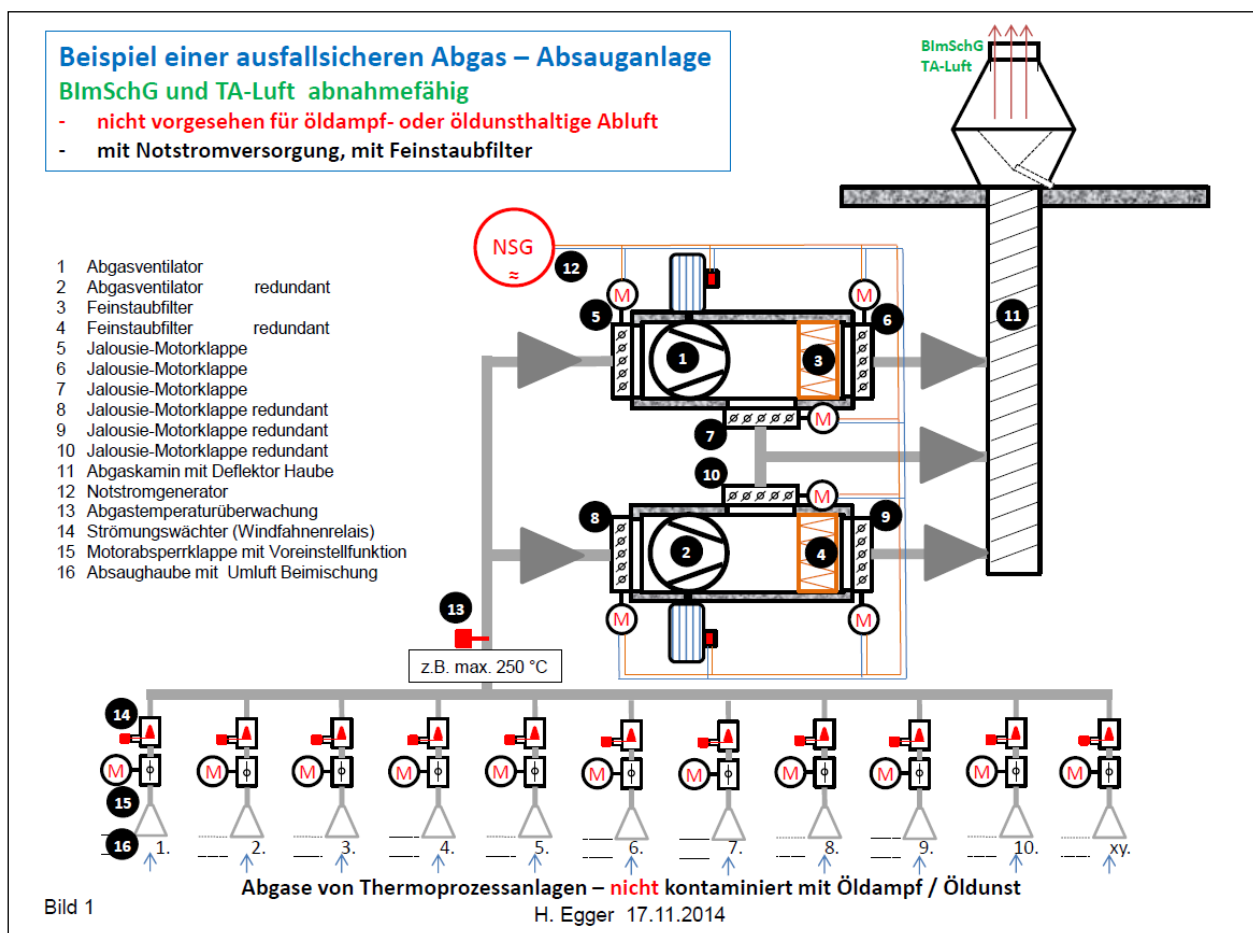 Beispiel einer ausfallsicheren Abgas – Absauganlage
BImSchG und TA-Luft abnahmefähig
- nicht vorgesehen für öldampf- oder öldunsthaltige Abluft
- mit Notstromversorgung, mit Feinstaubfilter
BImSchG
TA-Luft
1 Abgasventilator
2 Abgasventilator redundant
3 Feinstaubfilter
4 Feinstaubfilter redundant
5 Jalousie-Motorklappe
6 Jalousie-Motorklappe
7 Jalousie-Motorklappe
8 Jalousie-Motorklappe redundant
9 Jalousie-Motorklappe redundant
10 Jalousie-Motorklappe redundant
11 Abgaskamin mit Deflektor Haube
12 Notstromgenerator
13 Abgastemperaturüberwachung
14 Strömungswächter (Windfahnenrelais)
15 Motorabsperrklappe mit Voreinstellfunktion
16 Absaughaube mit Umluft Beimischung
NSG
≈
12
M M
5 6
1 3
11
7 M
10 M
8 9
2 4
M M
13
z.B. max. 250 °C
14
M M M M M M M M M M M
15
16 1. 2. 3. 4. 5. 6. 7. 8. 9. 10. xy.
Abgase von Thermoprozessanlagen – nicht kontaminiert mit Öldampf / Öldunst
Bild 1
H. Egger 17.11.2014